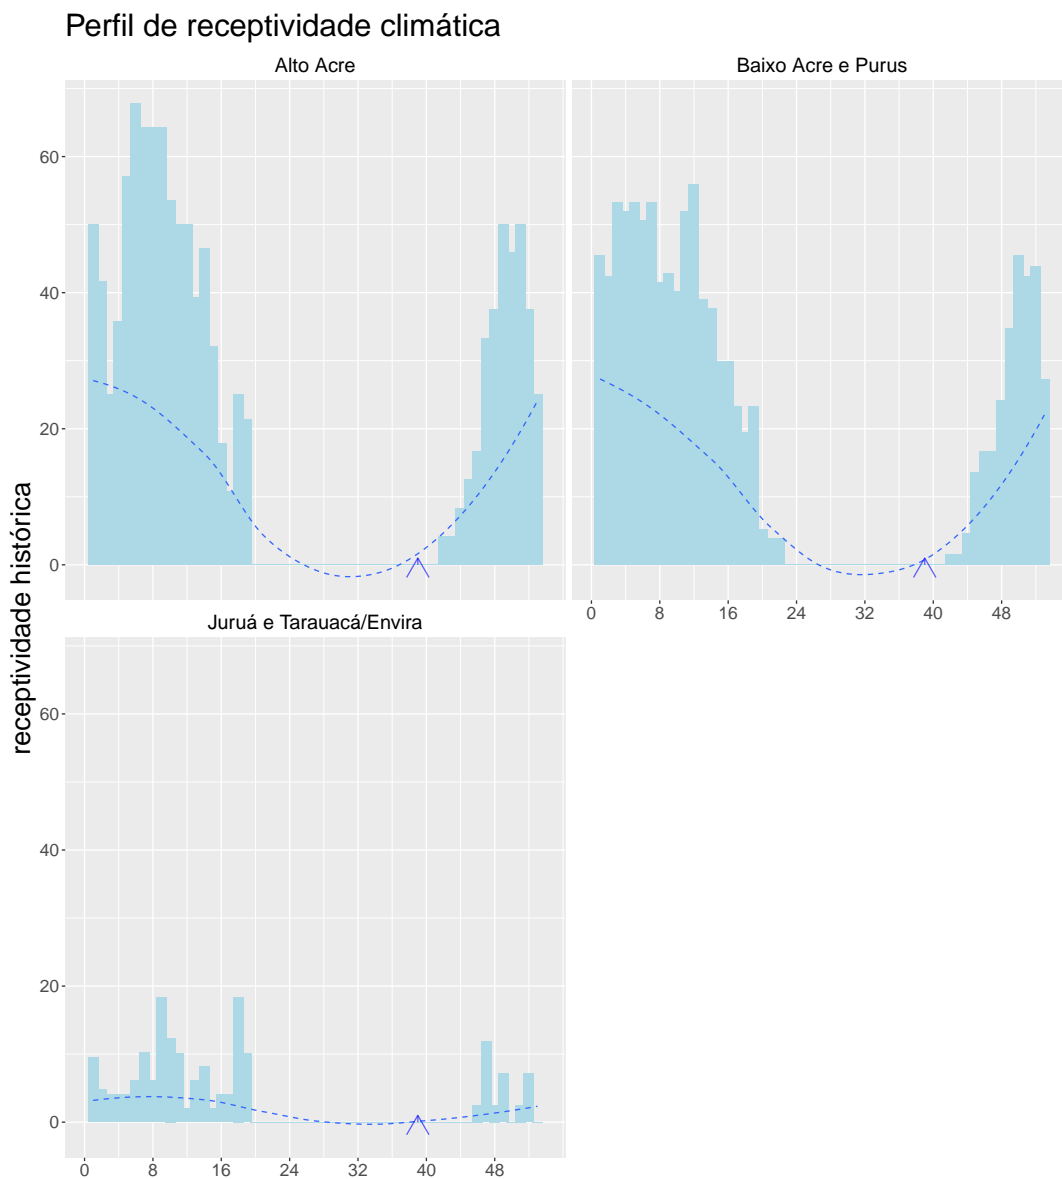 Perfil de receptividade climática
Alto Acre
Baixo Acre e Purus
60
40
20
0
0 8 16 24 32 40 48
Juruá e Tarauacá/Envira
receptividade histórica
60
40
20
0
0 8 16 24 32 40 48